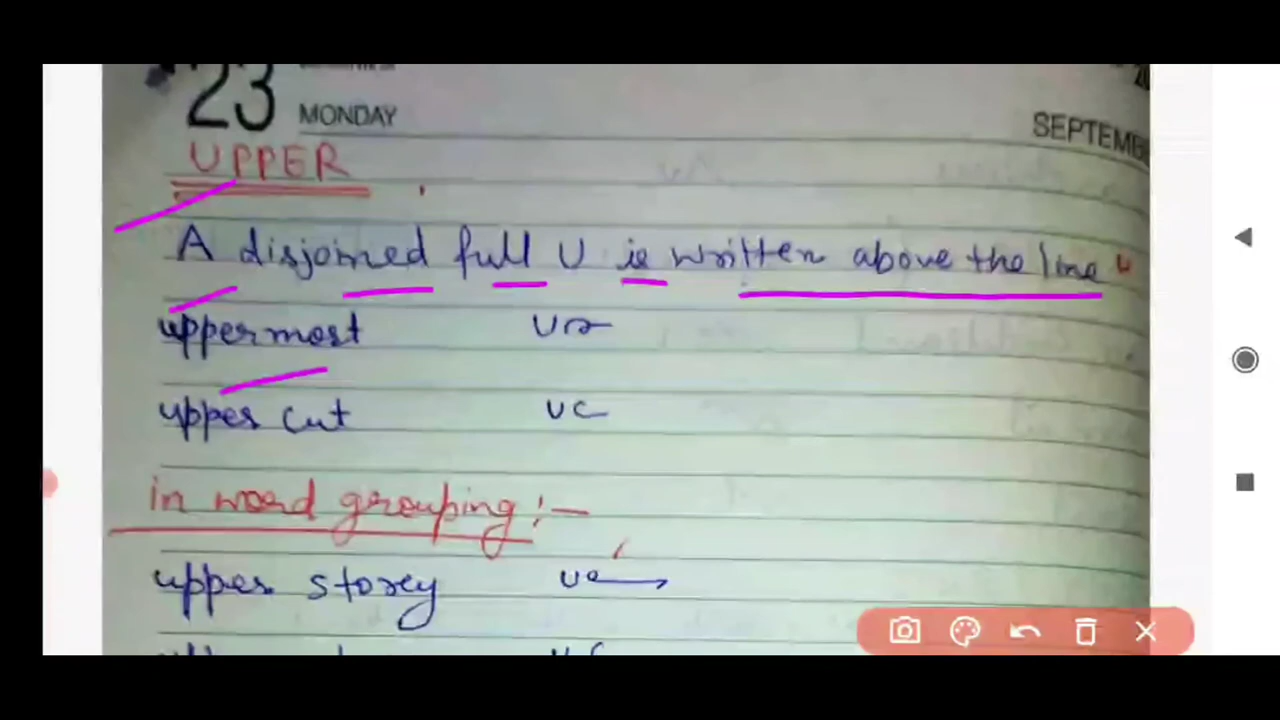 23 MONDAY SEPTEMB
UPPER
A disjoined full U is written above the line u
uppermost
upper cut
in word grouping :-
upper storey